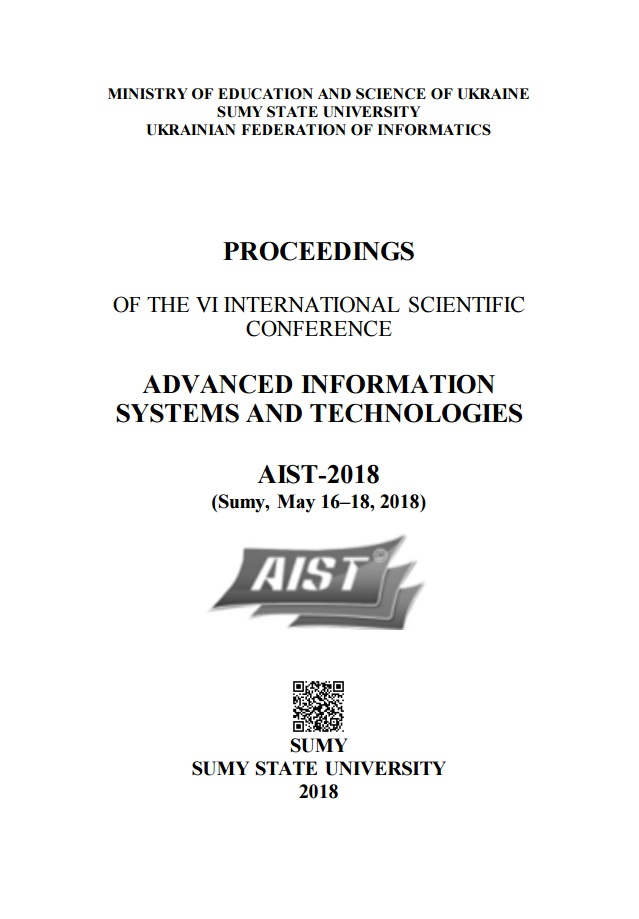 MINISTRY OF EDUCATION AND SCIENCE OF UKRAINE
SUMY STATE UNIVERSITY
UKRAINIAN FEDERATION OF INFORMATICS
PROCEEDINGS
OF THE VI INTERNATIONAL SCIENTIFIC
CONFERENCE
ADVANCED INFORMATION
SYSTEMS AND TECHNOLOGIES
AIST-2018
(Sumy, May 16–18, 2018)
AIST
SUMY
SUMY STATE UNIVERSITY
2018